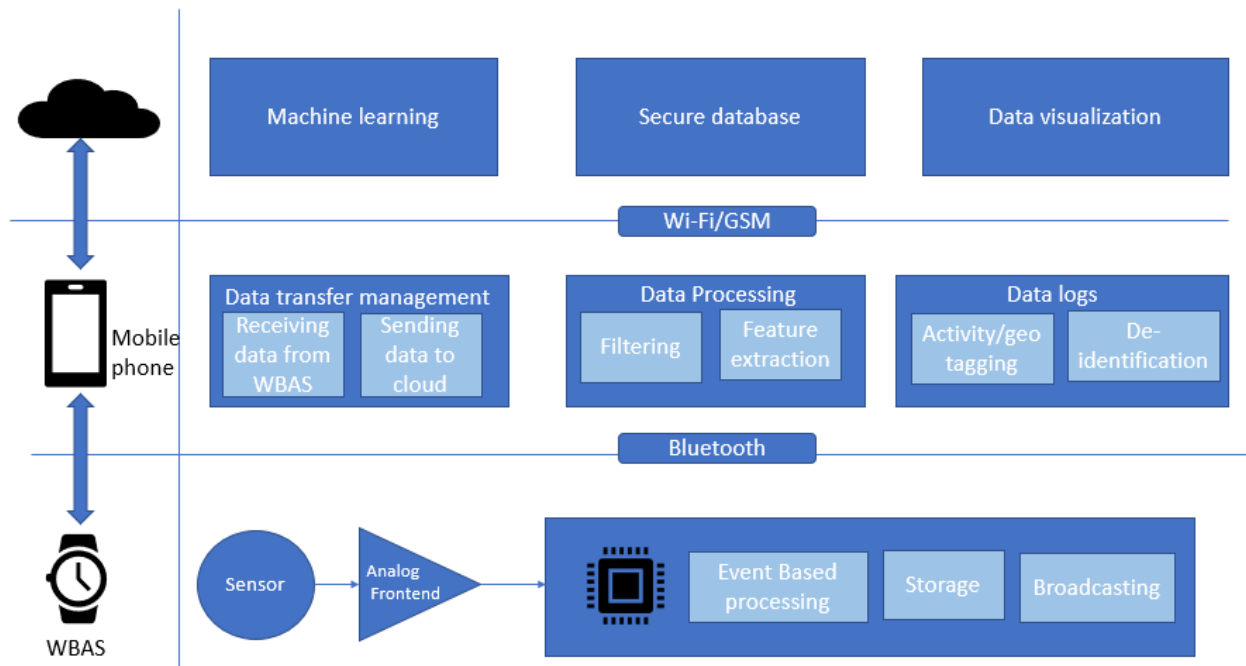 Machine learning
Secure database
Data visualization
Wi-Fi/GSM
Mobile
phone
Data transfer management
Receiving
data from
WBAS
Sending
data to
cloud
Data Processing
Filtering
Feature
extraction
Data logs
Activity/geo
tagging
De-
identification
Bluetooth
WBAS
Sensor
Analog
Frontend
Event Based
processing
Storage
Broadcasting